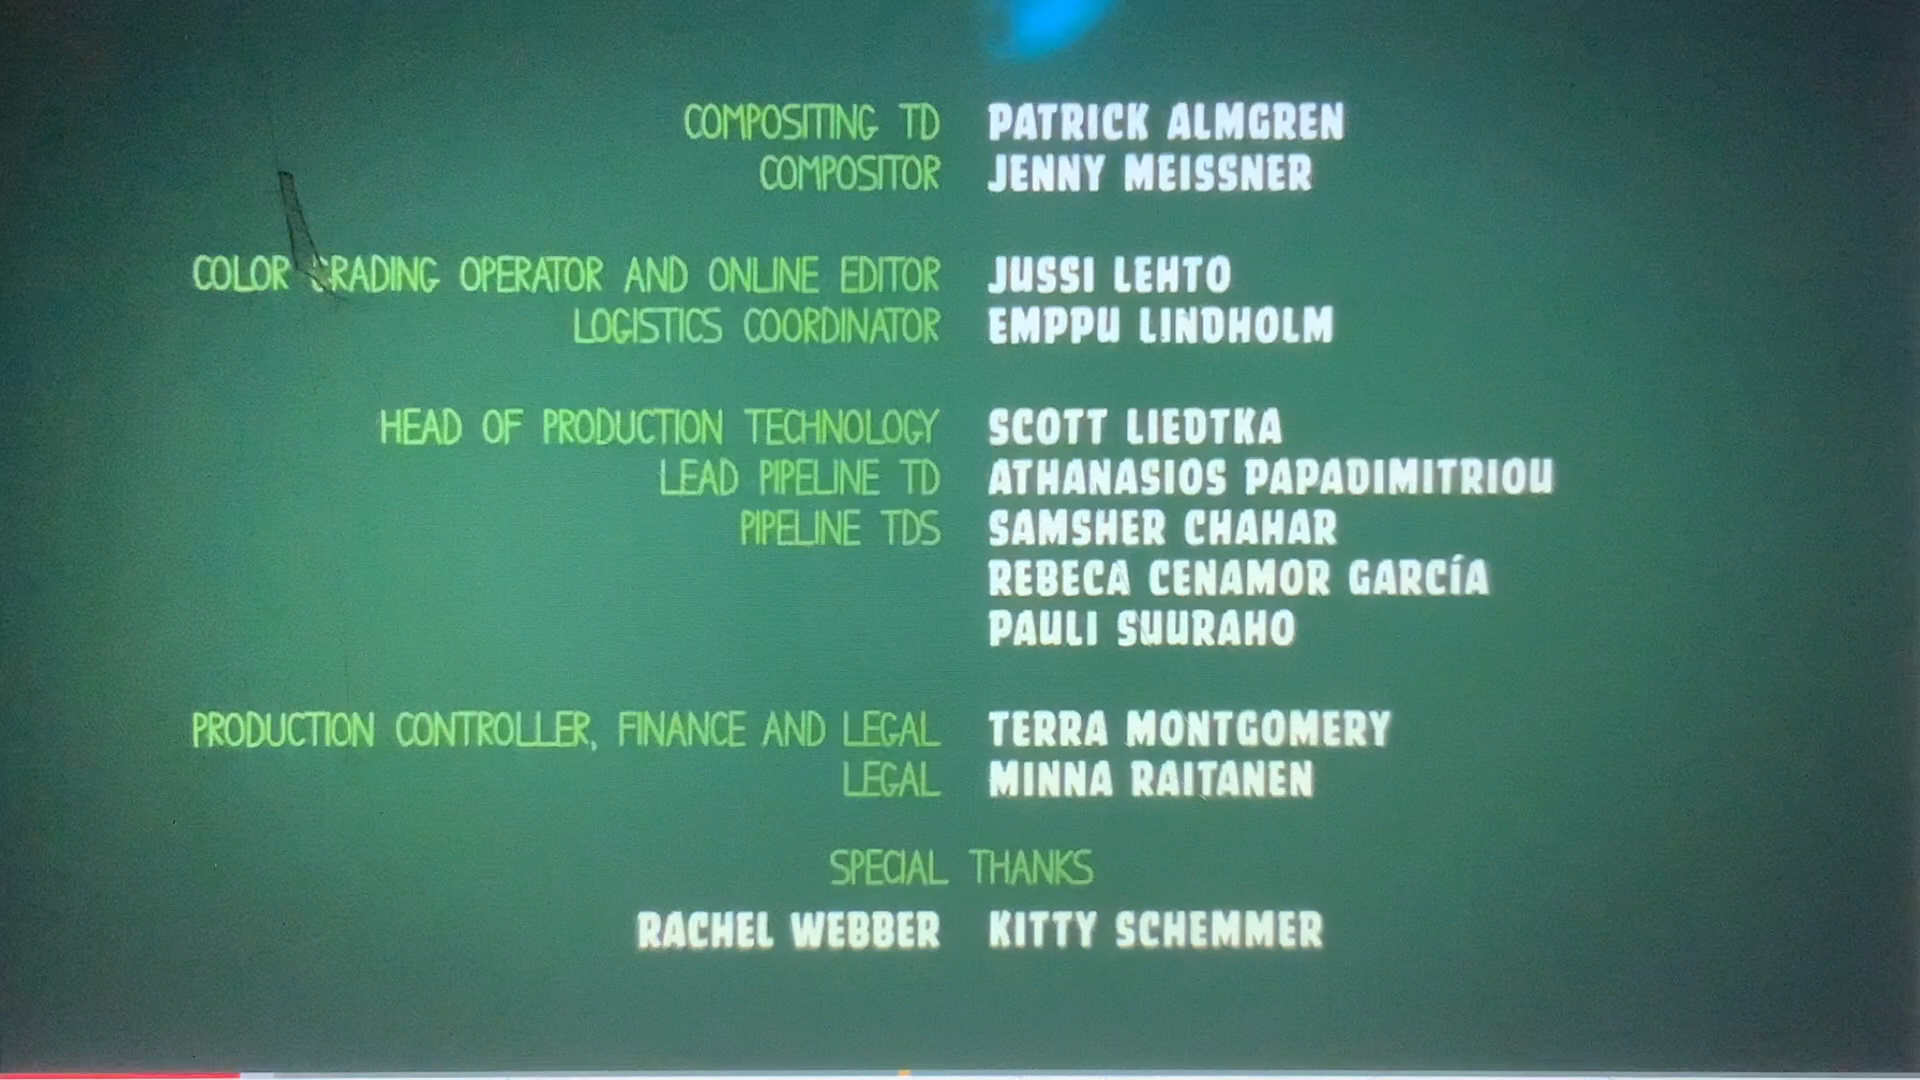 COMPOSITING TD PATRICK ALMGREN
COMPOSITOR JENNY MEISSNER
COLOR GRADING OPERATOR AND ONLINE EDITOR JUSSI LEHTO
LOGISTICS COORDINATOR EMPPU LINDHOLM
HEAD OF PRODUCTION TECHNOLOGY SCOTT LIEDTKA
LEAD PIPELINE TD ATHANASIOS PAPADIMITRIOU
PIPELINE TDS SAMSHER CHAHAR
REBECA CENAMOR GARCÍA
PAULI SUURAHO
PRODUCTION CONTROLLER, FINANCE AND LEGAL TERRA MONTGOMERY
LEGAL MINNA RAITANEN
SPECIAL THANKS
RACHEL WEBBER KITTY SCHEMMER